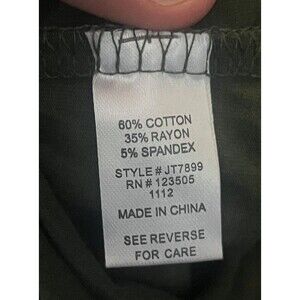 60% COTTON
35% RAYON
5% SPANDEX
STYLE # JT7899
RN # 123505
1112
MADE IN CHINA
SEE REVERSE
FOR CARE